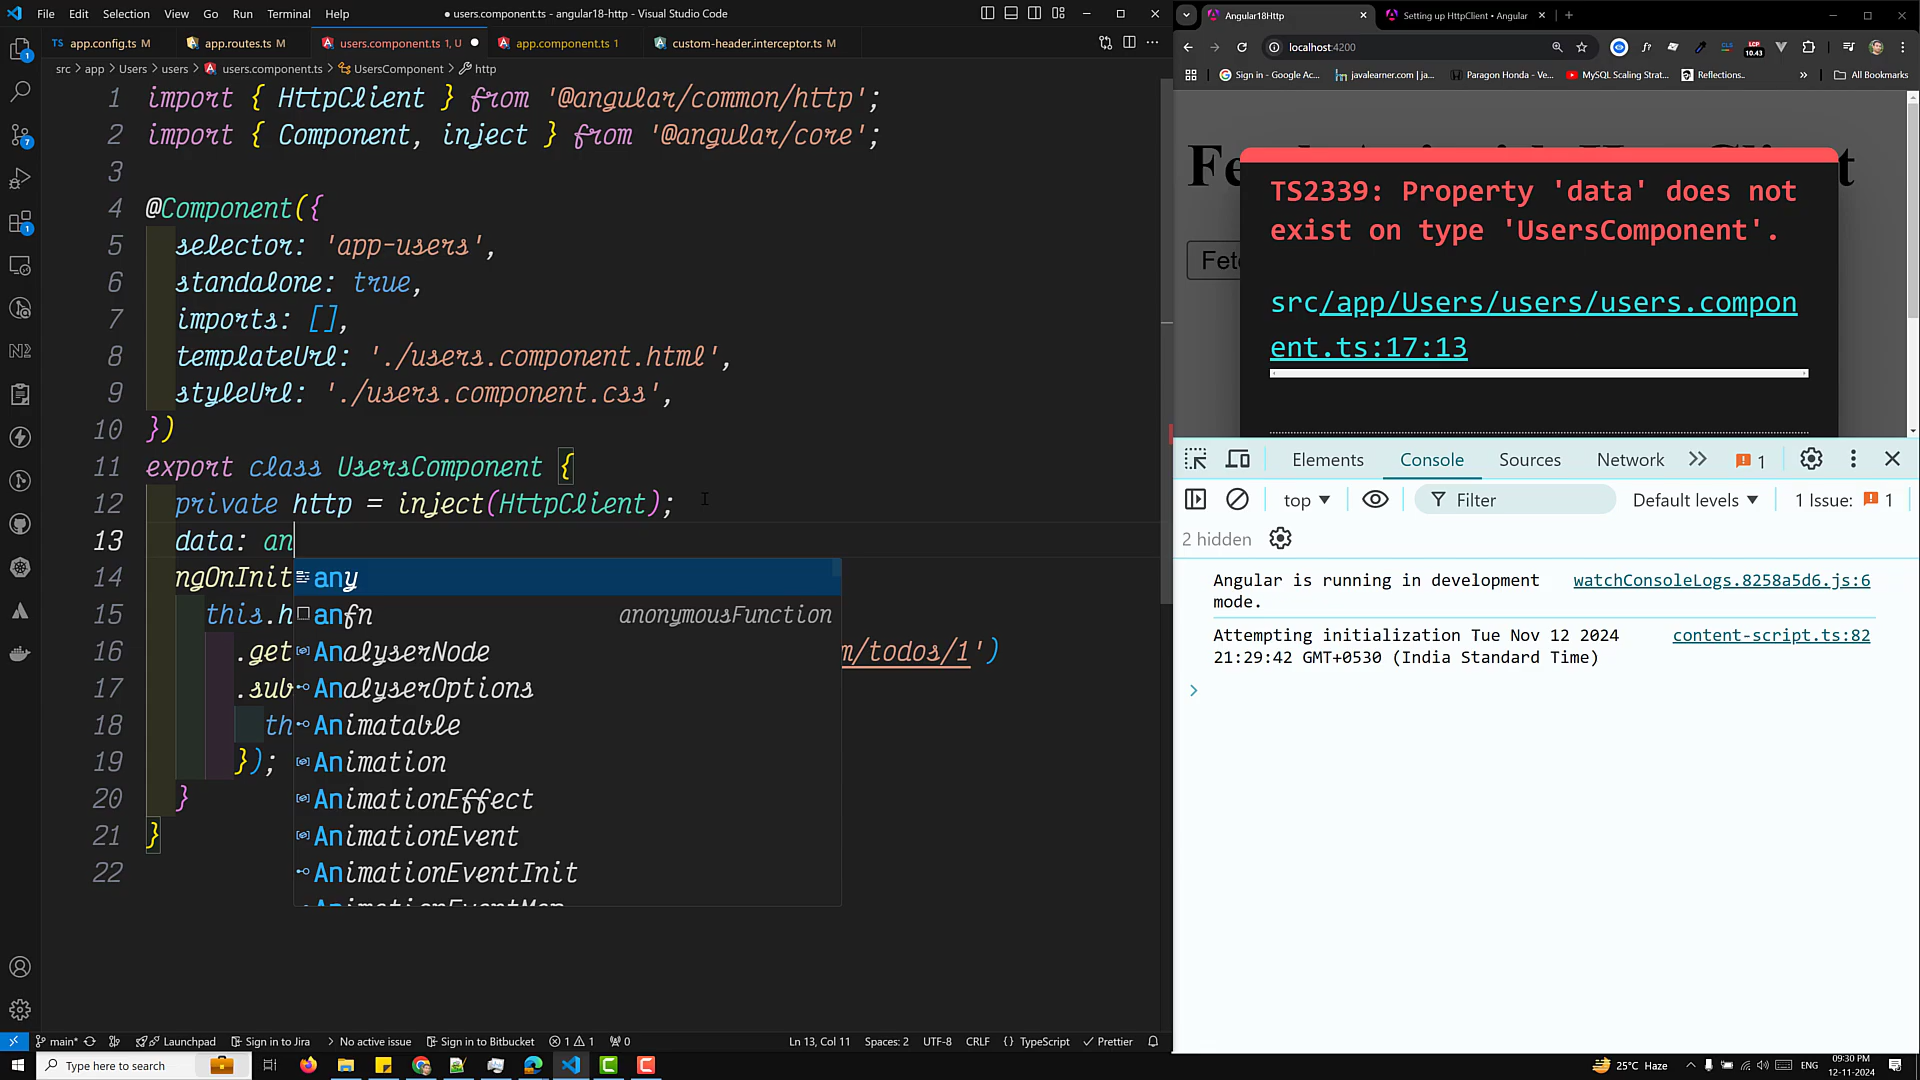 File Edit Selection View Go Run Terminal Help
● users.component.ts - angular18-http - Visual Studio Code
TS app.config.ts M
app.routes.ts M
users.component.ts 1, U ●
app.component.ts 1
custom-header.interceptor.ts M
src > app > Users > users > users.component.ts > UsersComponent > http
1 import { HttpClient } from '@angular/common/http';
2 import { Component, inject } from '@angular/core';
3
4 @Component({
5 selector: 'app-users',
6 standalone: true,
7 imports: [],
8 templateUrl: './users.component.html',
9 styleUrl: './users.component.css',
10 })
11 export class UsersComponent {
12 private http = inject(HttpClient);
13 data: an
14 ngOnInit
15 this.h
16 .get m/todos/1')
17 .sub
18 th
19 });
20 }
21 }
22
any
anfn anonymousFunction
AnalyserNode
AnalyserOptions
Animatable
Animation
AnimationEffect
AnimationEvent
AnimationEventInit
AnimationEventMap
main*
Launchpad
Sign in to Jira
No active issue
Sign in to Bitbucket
1 1
0
Ln 13, Col 11
Spaces: 2
UTF-8
CRLF
{ } TypeScript
Prettier
Angular18Http
Setting up HttpClient • Angular
localhost:4200
LCP
10.43
CLS
Sign in - Google Ac...
javalearner.com | ja...
Paragon Honda - Ve...
MySQL Scaling Strat...
Reflections..
All Bookmarks
TS2339: Property 'data' does not
exist on type 'UsersComponent'.
src/app/Users/users/users.compon
ent.ts:17:13
Elements Console Sources Network
1
top
Filter
Default levels
1 Issue: 1
2 hidden
Angular is running in development
mode.
watchConsoleLogs.8258a5d6.js:6
Attempting initialization Tue Nov 12 2024
21:29:42 GMT+0530 (India Standard Time)
content-script.ts:82
Type here to search
25°C Haze
ENG
09:30 PM
12-11-2024